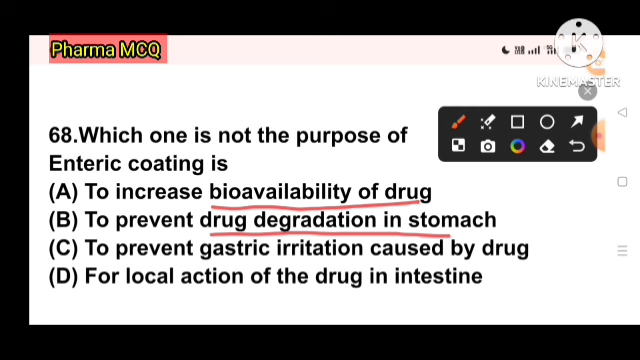 Pharma MCQ
KINEMASTER
68.Which one is not the purpose of
Enteric coating is
(A) To increase bioavailability of drug
(B) To prevent drug degradation in stomach
(C) To prevent gastric irritation caused by drug
(D) For local action of the drug in intestine